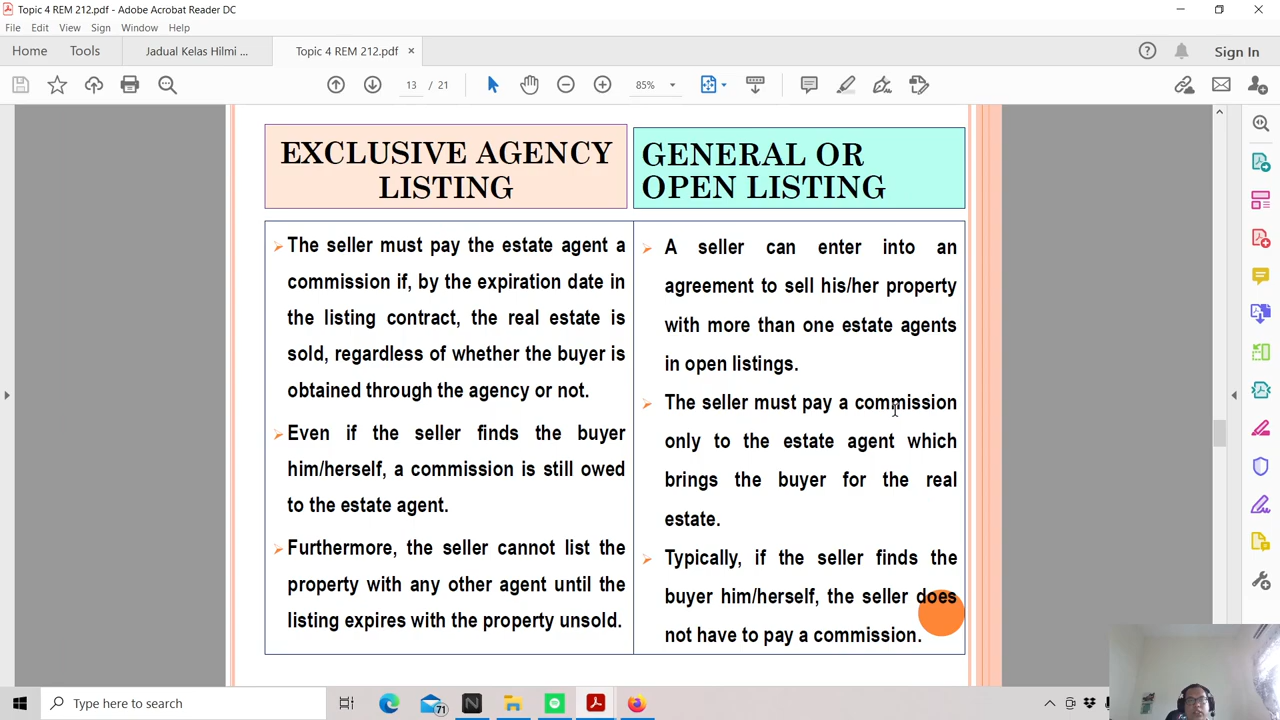 Topic 4 REM 212.pdf - Adobe Acrobat Reader DC
File Edit View Sign Window Help
Home Tools Jadual Kelas Hilmi ... Topic 4 REM 212.pdf × Sign In
13 / 21 85%
EXCLUSIVE AGENCY
LISTING
The seller must pay the estate agent a
commission if, by the expiration date in
the listing contract, the real estate is
sold, regardless of whether the buyer is
obtained through the agency or not.
Even if the seller finds the buyer
him/herself, a commission is still owed
to the estate agent.
Furthermore, the seller cannot list the
property with any other agent until the
listing expires with the property unsold.
GENERAL OR
OPEN LISTING
A seller can enter into an
agreement to sell his/her property
with more than one estate agents
in open listings.
The seller must pay a commission
only to the estate agent which
brings the buyer for the real
estate.
Typically, if the seller finds the
buyer him/herself, the seller does
not have to pay a commission.
Type here to search
71